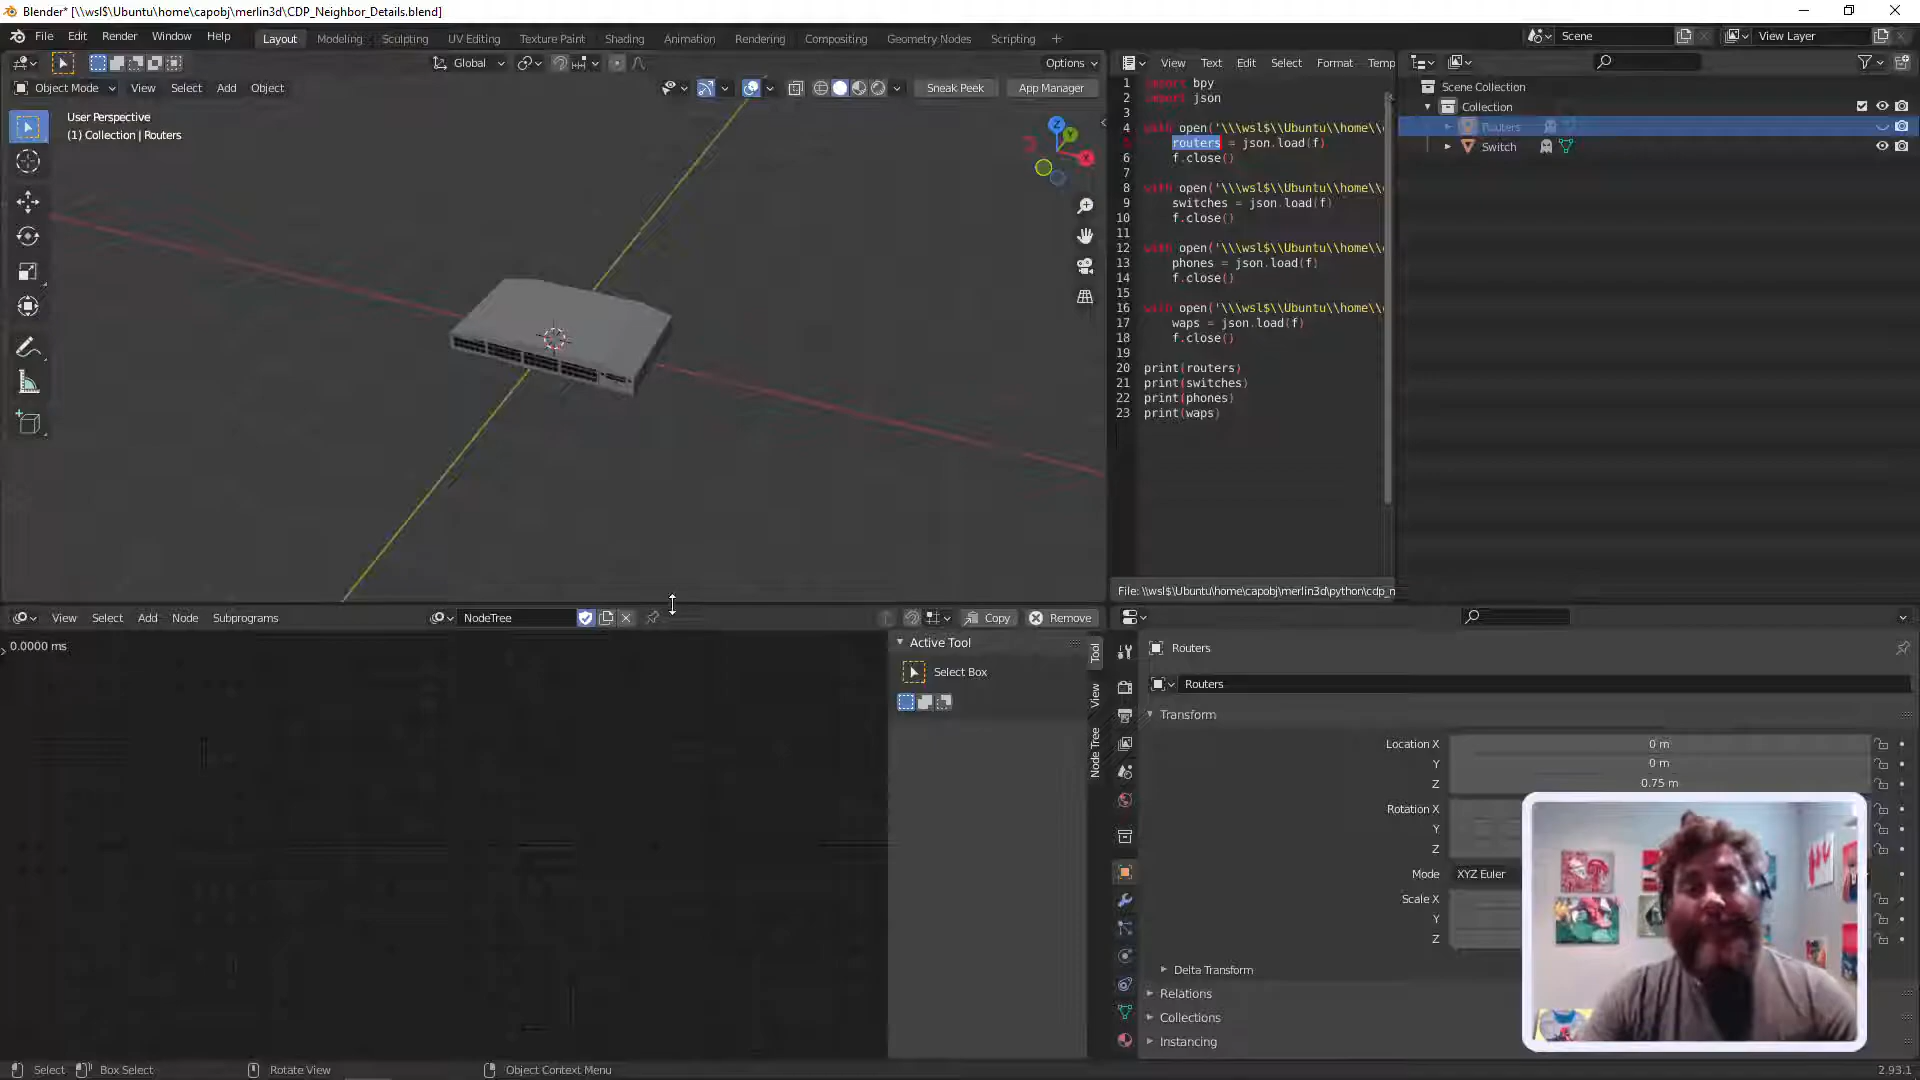 Blender* [\\wsl$\Ubuntu\home\capobj\merlin3d\CDP_Neighbor_Details.blend]
File Edit Render Window Help Layout Modeling Sculpting UV Editing Texture Paint Shading Animation Rendering Compositing Geometry Nodes Scripting + Scene View Layer
Global Options
View Text Edit Select Format Temp
Object Mode View Select Add Object Sneak Peek App Manager
User Perspective
(1) Collection | Routers
Z
Y
X
1 import bpy
2 import json
3
4 with open('\\\wsl$\\Ubuntu\\home\\
5 routers = json.load(f)
6 f.close()
7
8 with open('\\\wsl$\\Ubuntu\\home\\
9 switches = json.load(f)
10 f.close()
11
12 with open('\\\wsl$\\Ubuntu\\home\\
13 phones = json.load(f)
14 f.close()
15
16 with open('\\\wsl$\\Ubuntu\\home\\
17 waps = json.load(f)
18 f.close()
19
20 print(routers)
21 print(switches)
22 print(phones)
23 print(waps)
File: \\wsl$\Ubuntu\home\capobj\merlin3d\python\cdp_n
Scene Collection
Collection
Routers
Switch
View Select Add Node Subprograms NodeTree Copy Remove
0.0000 ms
Active Tool
Select Box
Tool
View
Node Tree
Routers
Routers
Transform
Location X 0 m
Y 0 m
Z 0.75 m
Rotation X
Y
Z
Mode XYZ Euler
Scale X
Y
Z
Delta Transform
Relations
Collections
Instancing
Select Box Select Rotate View Object Context Menu 2.93.1